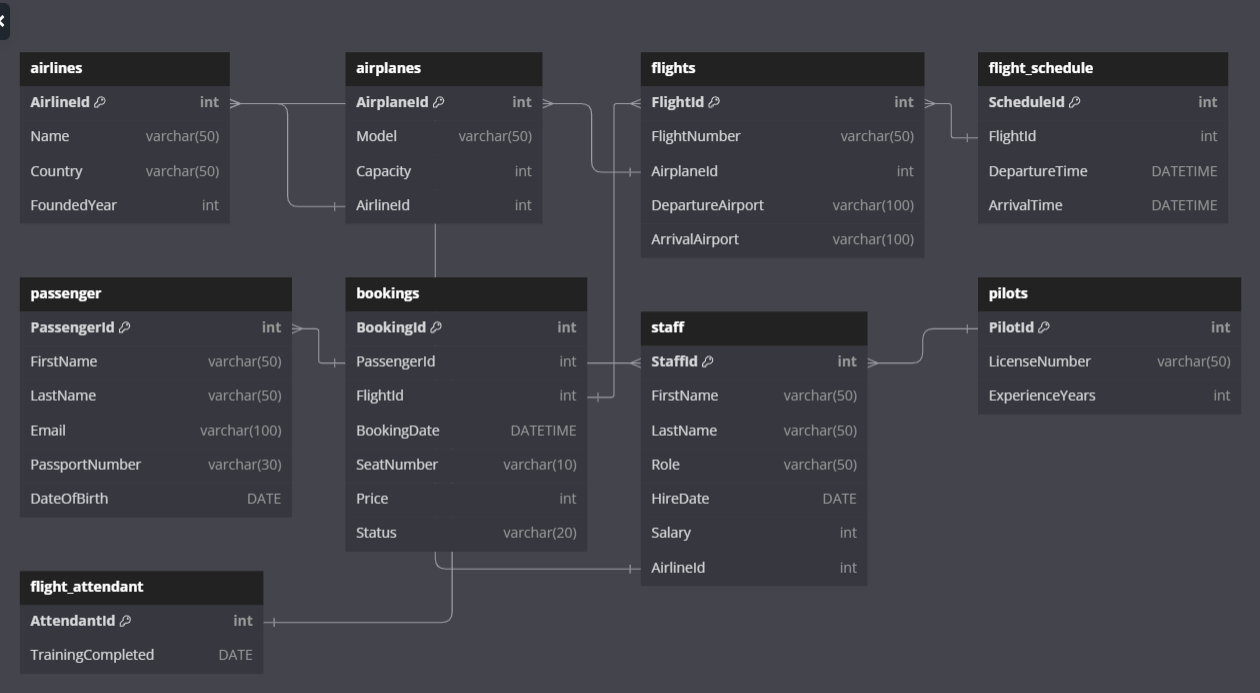 airlines
AirlineId int
Name varchar(50)
Country varchar(50)
FoundedYear int
airplanes
AirplaneId int
Model varchar(50)
Capacity int
AirlineId int
flights
FlightId int
FlightNumber varchar(50)
AirplaneId int
DepartureAirport varchar(100)
ArrivalAirport varchar(100)
flight_schedule
ScheduleId int
FlightId int
DepartureTime DATETIME
ArrivalTime DATETIME
passenger
PassengerId int
FirstName varchar(50)
LastName varchar(50)
Email varchar(100)
PassportNumber varchar(30)
DateOfBirth DATE
bookings
BookingId int
PassengerId int
FlightId int
BookingDate DATETIME
SeatNumber varchar(10)
Price int
Status varchar(20)
staff
StaffId int
FirstName varchar(50)
LastName varchar(50)
Role varchar(50)
HireDate DATE
Salary int
AirlineId int
pilots
PilotId int
LicenseNumber varchar(50)
ExperienceYears int
flight_attendant
AttendantId int
TrainingCompleted DATE